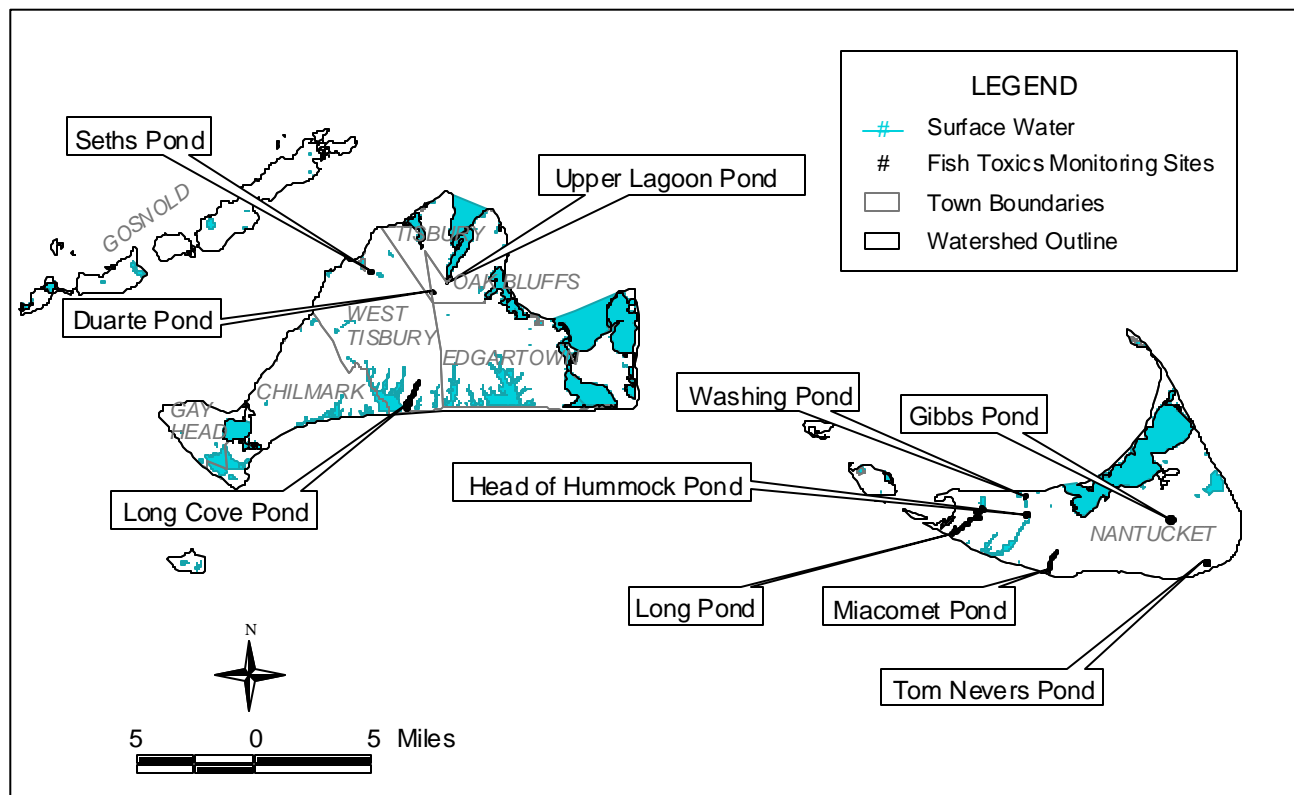 LEGEND
# Surface Water
# Fish Toxics Monitoring Sites
Town Boundaries
Watershed Outline
Seths Pond
Upper Lagoon Pond
GOSNOLD
TISBURY
OAK BLUFFS
Duarte Pond
WEST
TISBURY
EDGARTOWN
CHILMARK
GAY
HEAD
Long Cove Pond
Washing Pond
Gibbs Pond
Head of Hummock Pond
NANTUCKET
Long Pond
Miacomet Pond
Tom Nevers Pond
N
5 0 5 Miles